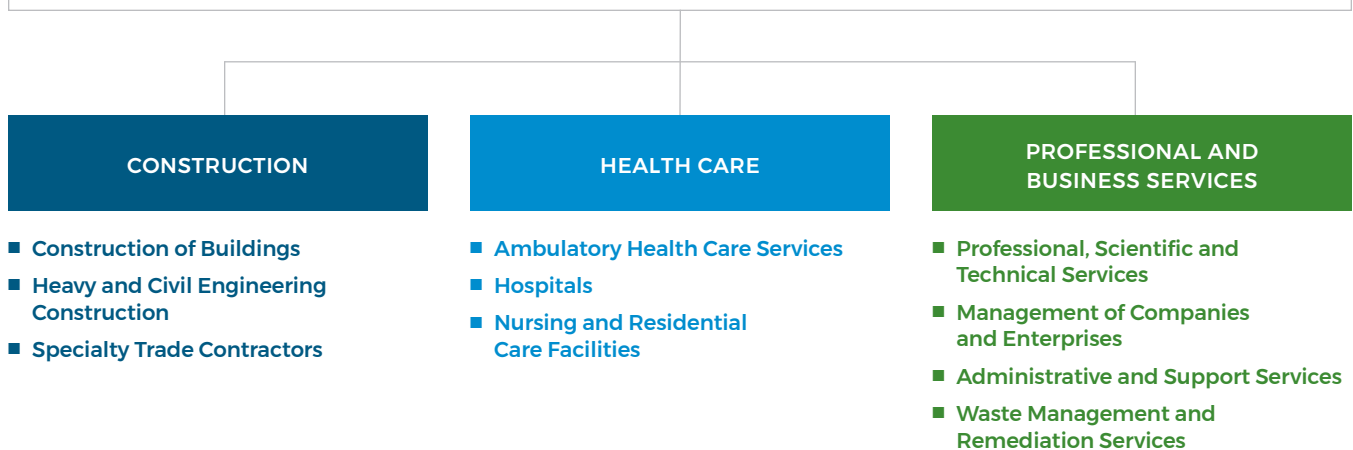 CONSTRUCTION
Construction of Buildings
Heavy and Civil Engineering
Construction
Specialty Trade Contractors
HEALTH CARE
Ambulatory Health Care Services
Hospitals
Nursing and Residential
Care Facilities
PROFESSIONAL AND
BUSINESS SERVICES
Professional, Scientific and
Technical Services
Management of Companies
and Enterprises
Administrative and Support Services
Waste Management and
Remediation Services